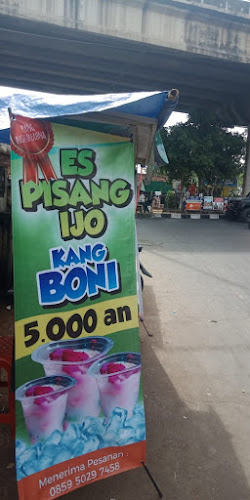 ES
PISANG
IJO
KANG
BONI
5.000 an
Menerima Pesanan :
0859 5029 7458